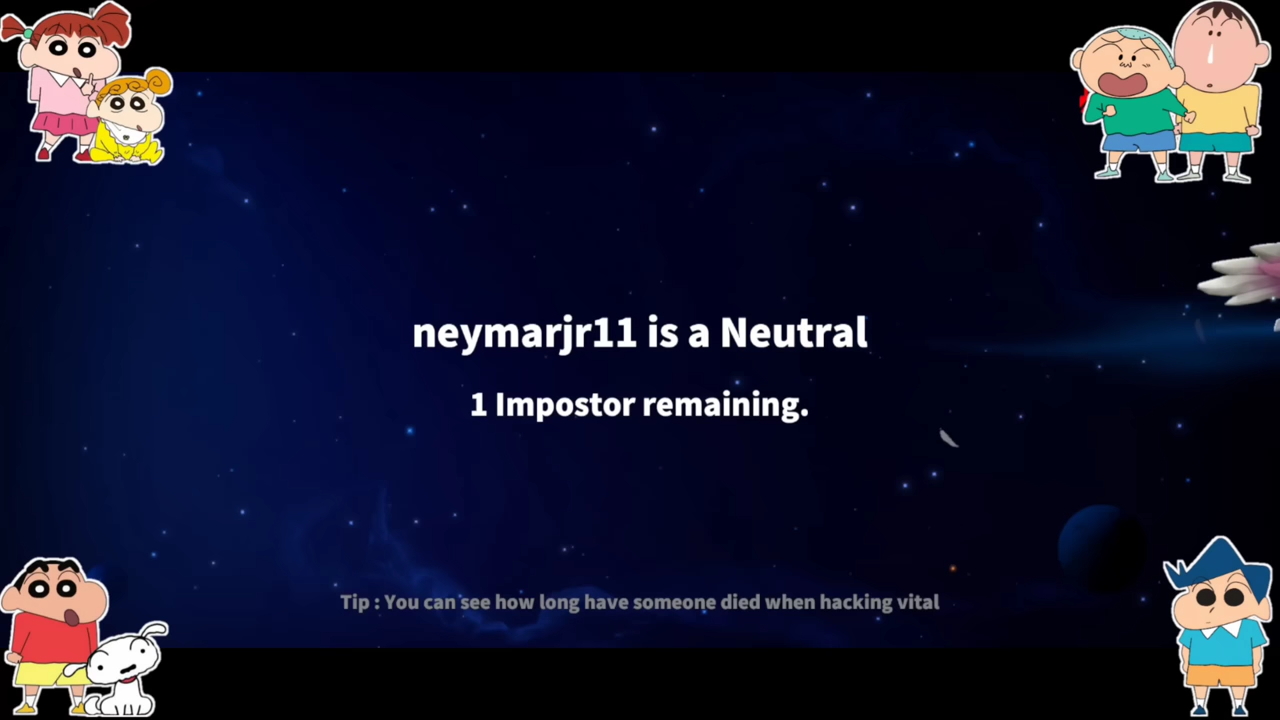 neymarjr11 is a Neutral
1 Impostor remaining.
Tip : You can see how long have someone died when hacking vital